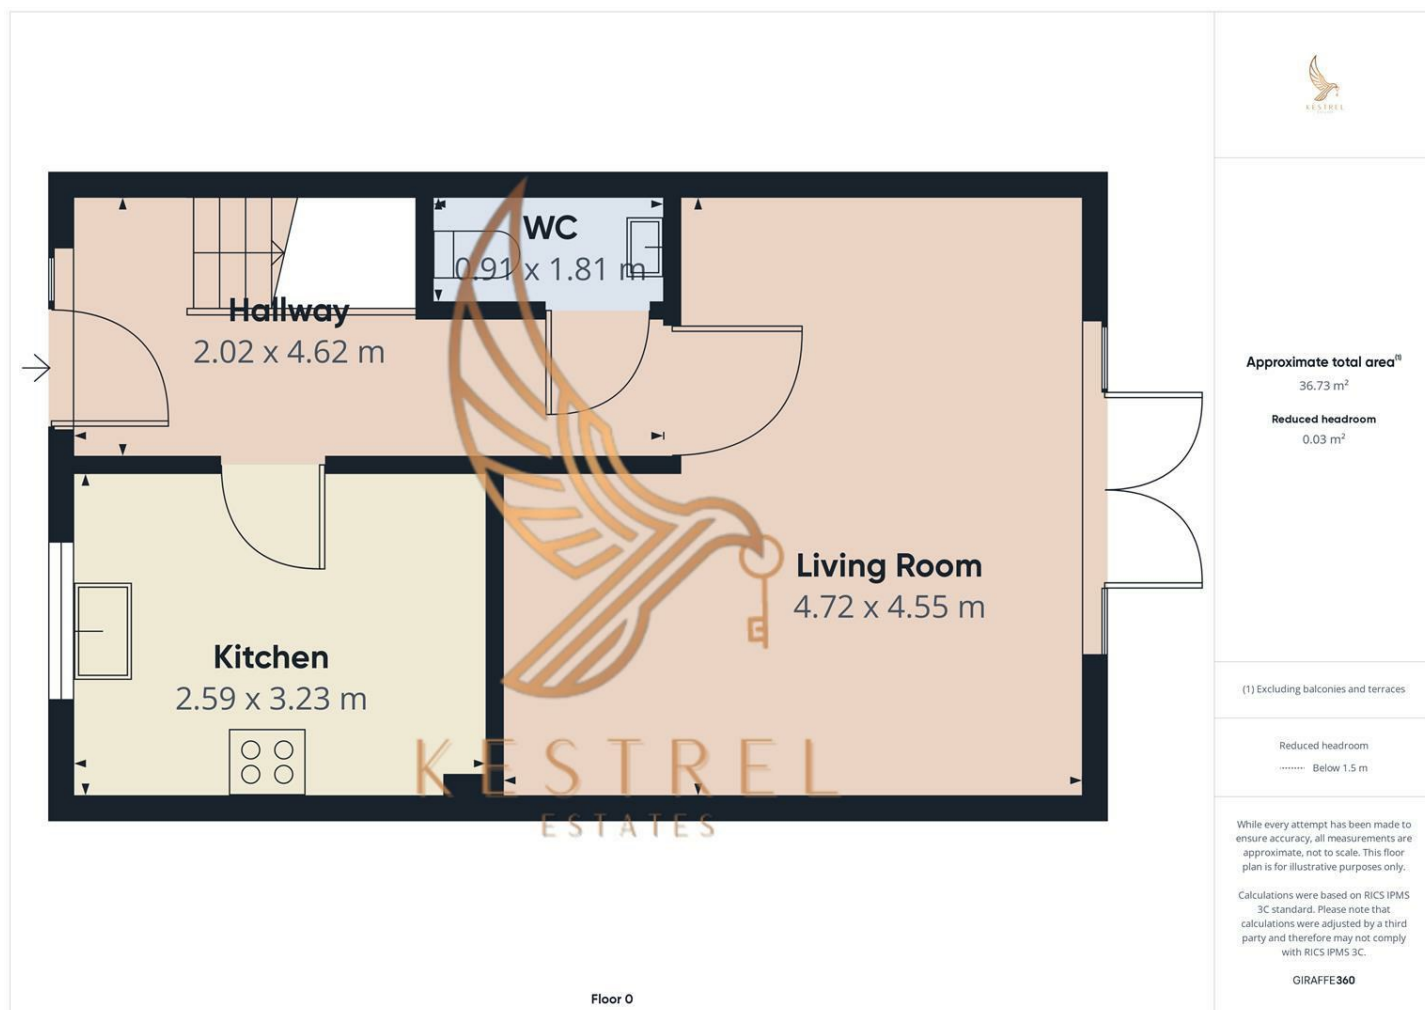 WC
0.91 x 1.81 m
Hallway
2.02 x 4.62 m
Living Room
4.72 x 4.55 m
Kitchen
2.59 x 3.23 m
KESTREL
ESTATES
Floor 0
KESTREL
Approximate total area(1)
36.73 m²
Reduced headroom
0.03 m²
(1) Excluding balconies and terraces
Reduced headroom
Below 1.5 m
While every attempt has been made to
ensure accuracy, all measurements are
approximate, not to scale. This floor
plan is for illustrative purposes only.
Calculations were based on RICS IPMS
3C standard. Please note that
calculations were adjusted by a third
party and therefore may not comply
with RICS IPMS 3C.
GIRAFFE360